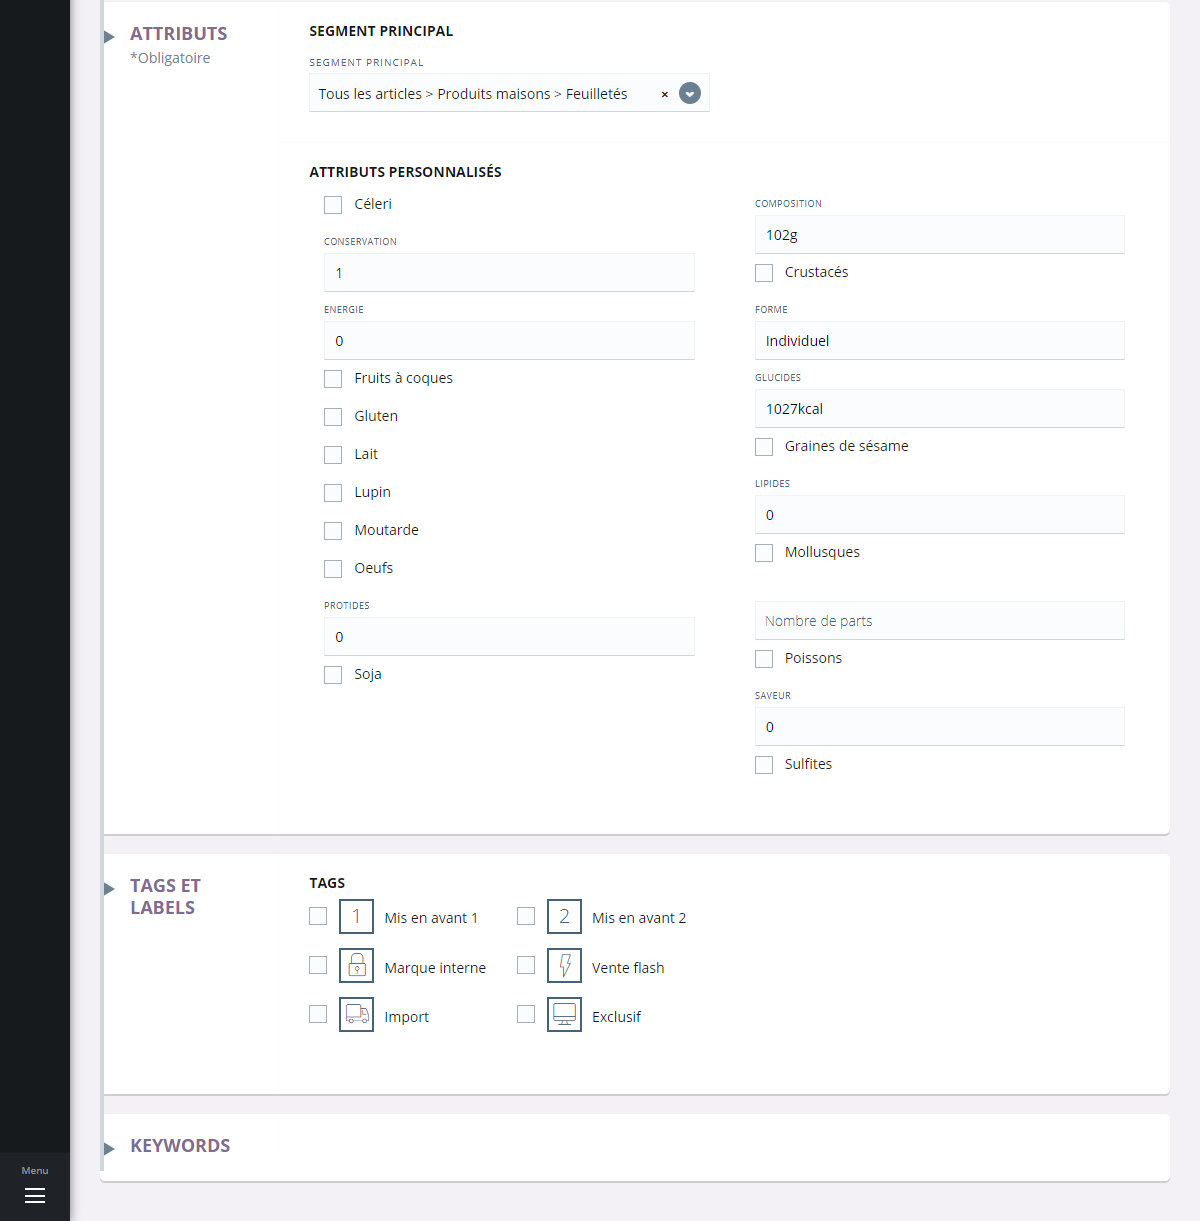 ATTRIBUTS
*Obligatoire
SEGMENT PRINCIPAL
SEGMENT PRINCIPAL
Tous les articles > Produits maisons > Feuilletés ×
ATTRIBUTS PERSONNALISÉS
Céleri
CONSERVATION
1
ENERGIE
0
Fruits à coques
Gluten
Lait
Lupin
Moutarde
Oeufs
PROTIDES
0
Soja
COMPOSITION
102g
Crustacés
FORME
Individuel
GLUCIDES
1027kcal
Graines de sésame
LIPIDES
0
Mollusques
Nombre de parts
Poissons
SAVEUR
0
Sulfites
TAGS ET
LABELS
TAGS
1 Mis en avant 1
2 Mis en avant 2
Marque interne
Vente flash
Import
Exclusif
KEYWORDS
Menu